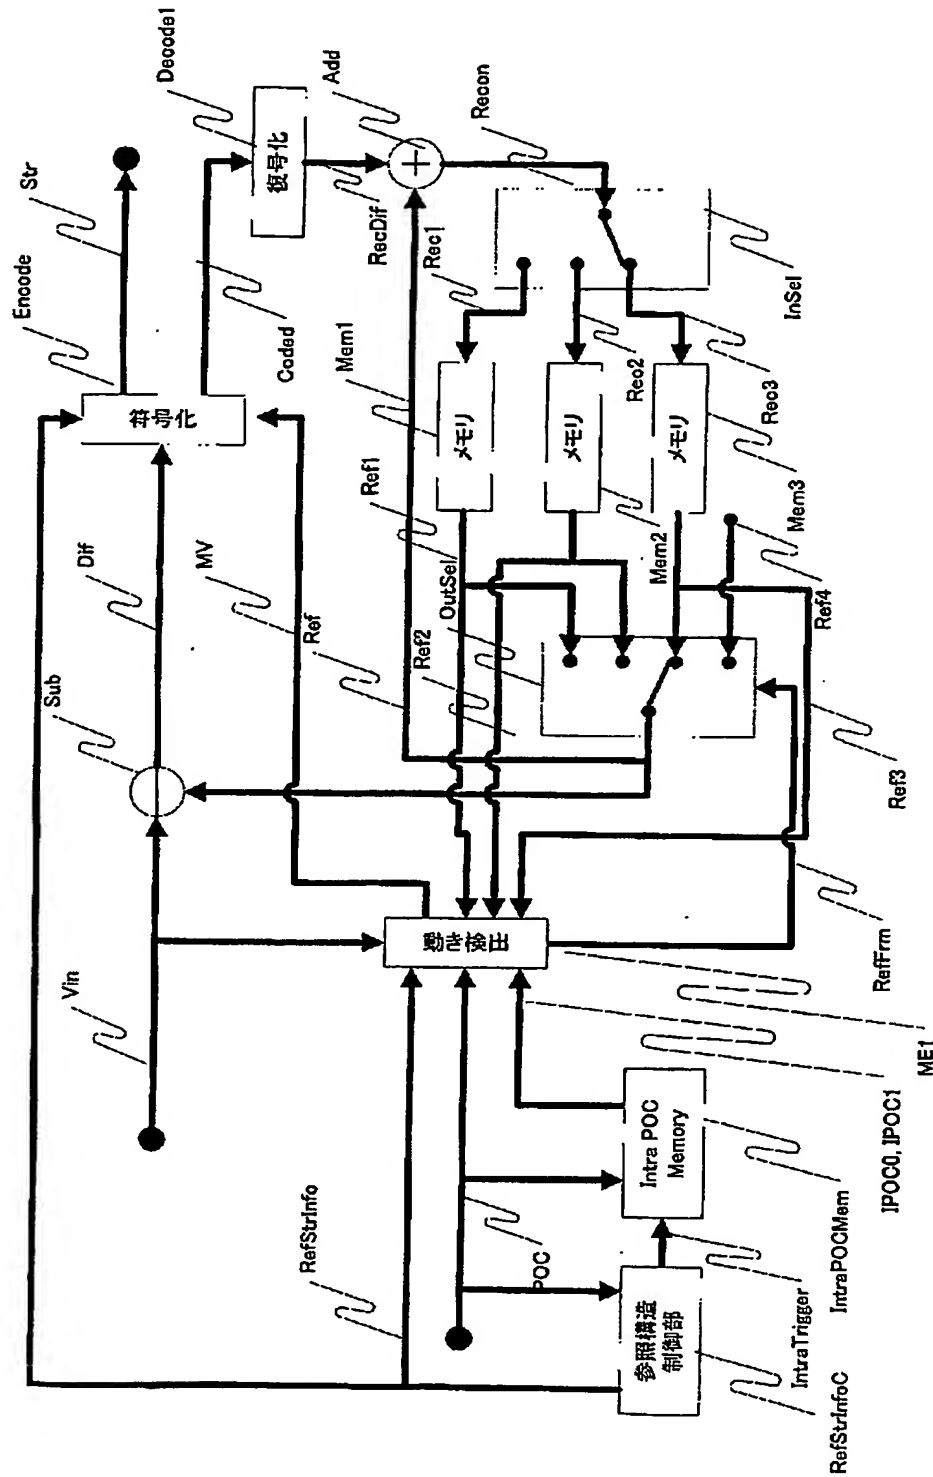 Vin
Sub
Dif
Encode
Str
符号化
Coded
Decode1
復号化
MV
Ref
RefStrInfo
POC
動き検出
OutSel
Ref1
Ref2
Mem1
メモリ
メモリ
メモリ
Rec1
RecDif
Add
Recon
InSel
Rec2
Rec3
Mem2
Mem3
Ref4
Ref3
RefFrm
ME1
IPOC0, IPOC1
Intra POC
Memory
IntraPOCMem
IntraTrigger
参照構造
制御部
RefStrInfoC